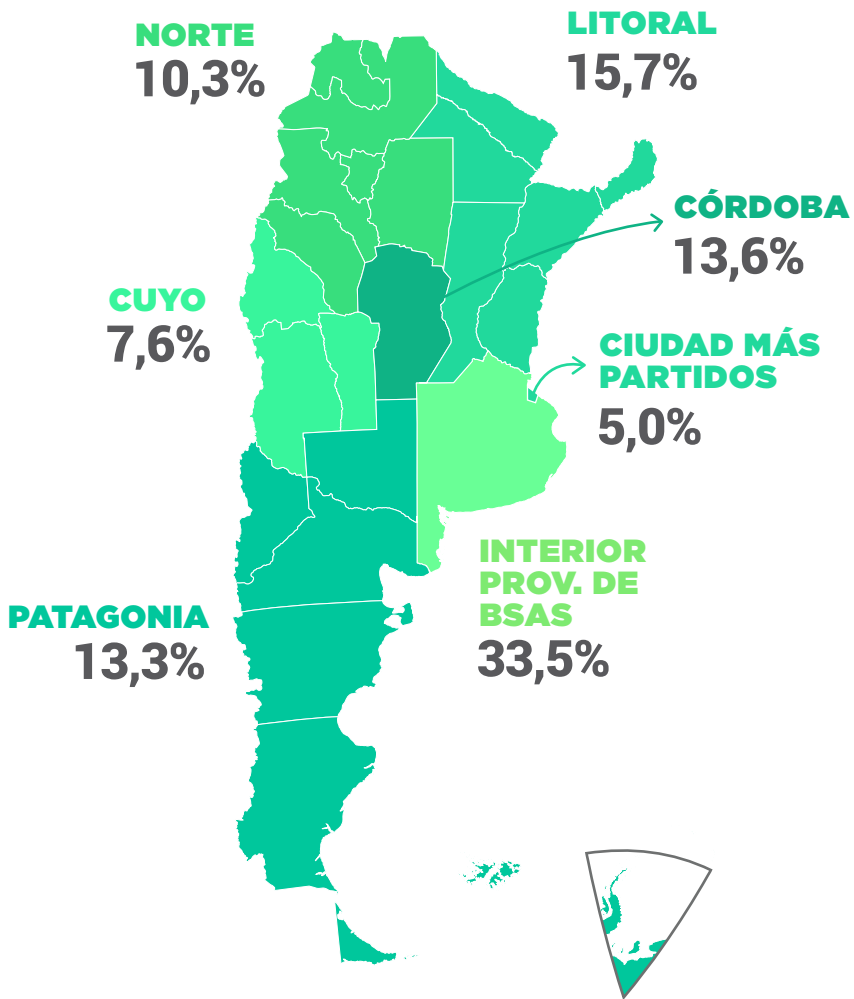 NORTE
10,3%
LITORAL
15,7%
CÓRDOBA
13,6%
CUYO
7,6%
CIUDAD MÁS
PARTIDOS
5,0%
INTERIOR
PROV. DE
BSAS
33,5%
PATAGONIA
13,3%